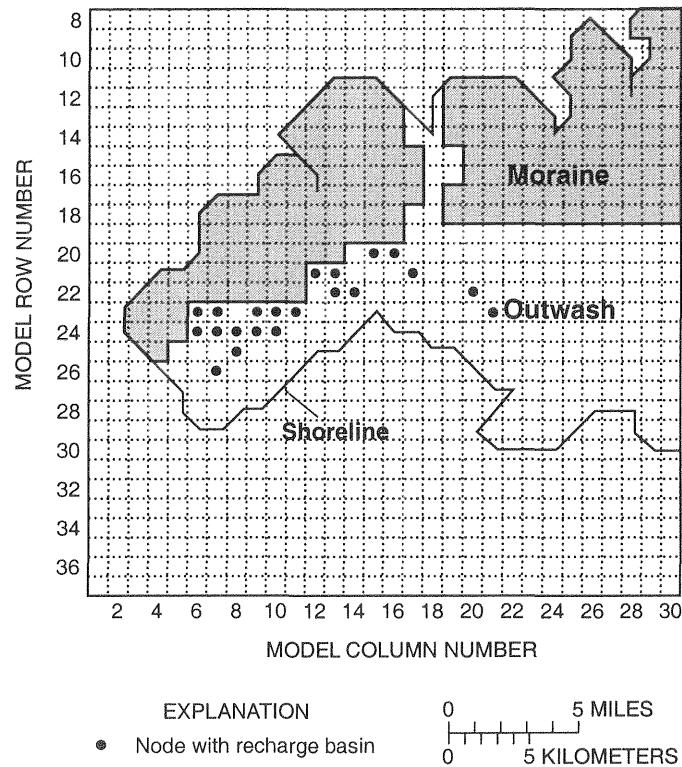 8
10
12
14
16
18
20
22
24
26
28
30
32
34
36
MODEL ROW NUMBER
Moraine
Outwash
Shoreline
2 4 6 8 10 12 14 16 18 20 22 24 26 28 30
MODEL COLUMN NUMBER
EXPLANATION
Node with recharge basin
0 5 MILES
0 5 KILOMETERS